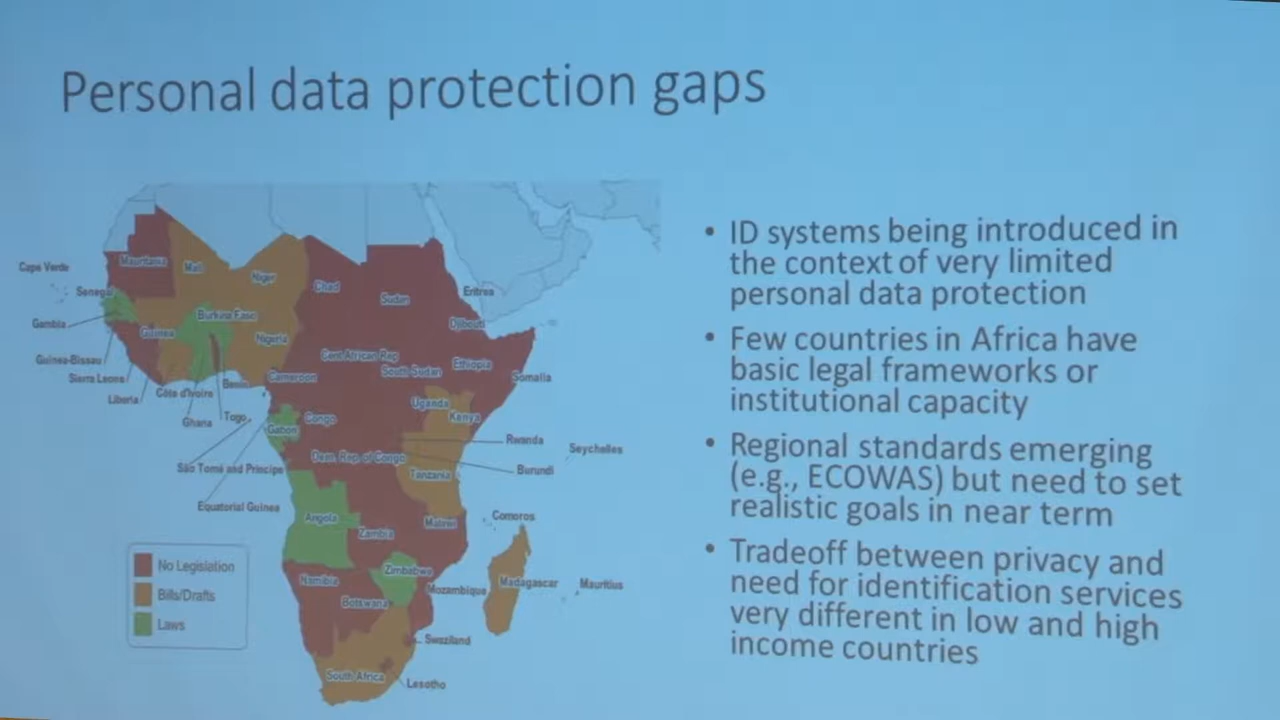 Personal data protection gaps
Cape Verde
Mauritania
Mali
Niger
Chad
Sudan
Eritrea
Senegal
Gambia
Burkina Faso
Djibouti
Guinea
Nigeria
Guinea-Bissau
Sierra Leone
Cent African Rep
South Sudan
Ethiopia
Liberia
Côte d'Ivoire
Benin
Cameroon
Somalia
Ghana
Togo
Gabon
Congo
Uganda
Kenya
Rwanda
Seychelles
São Tomé and Principe
Dem. Rep. of Congo
Tanzania
Burundi
Equatorial Guinea
Angola
Zambia
Malawi
Comoros
Namibia
Zimbabwe
Botswana
Mozambique
Madagascar
Mauritius
Swaziland
South Africa
Lesotho
No Legislation
Bills/Drafts
Laws
• ID systems being introduced in
the context of very limited
personal data protection
• Few countries in Africa have
basic legal frameworks or
institutional capacity
• Regional standards emerging
(e.g., ECOWAS) but need to set
realistic goals in near term
• Tradeoff between privacy and
need for identification services
very different in low and high
income countries